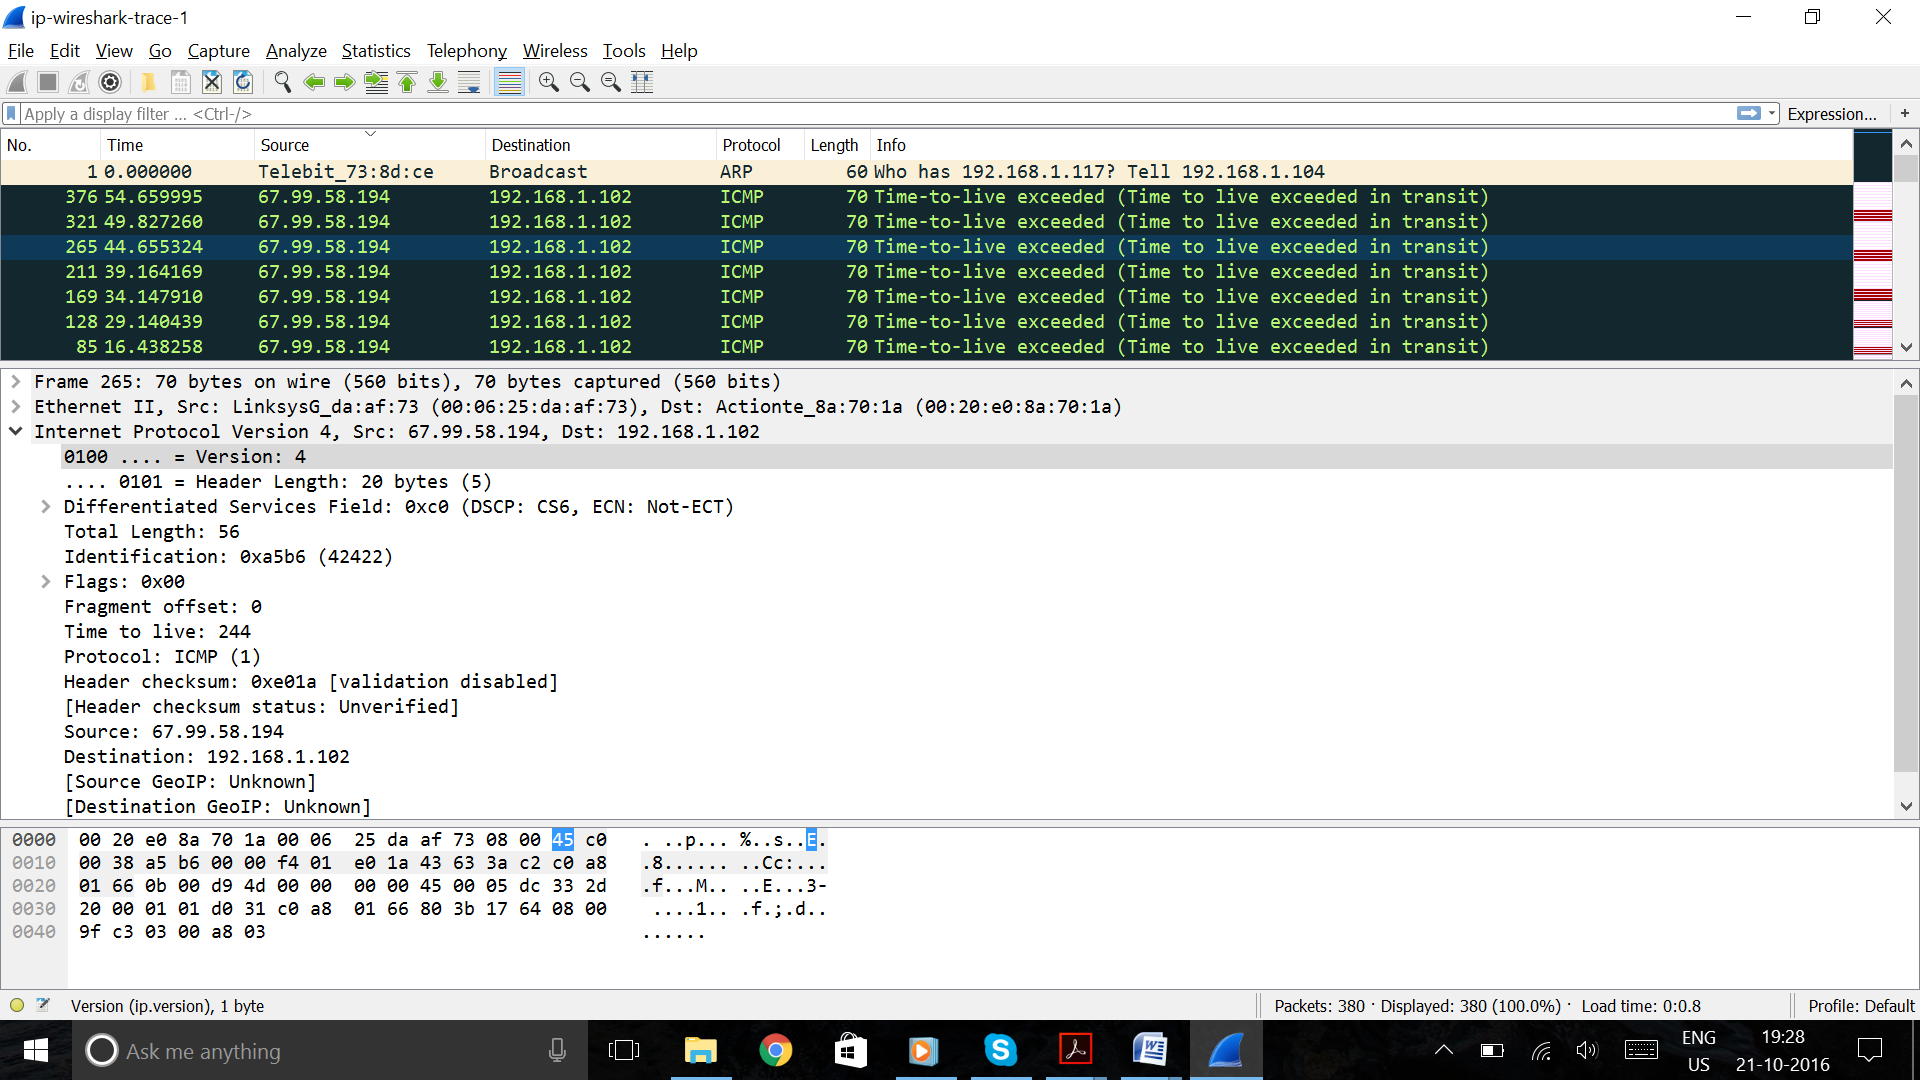 ip-wireshark-trace-1
File Edit View Go Capture Analyze Statistics Telephony Wireless Tools Help
Apply a display filter ... <Ctrl-/> Expression... +
No. Time Source Destination Protocol Length Info
1 0.000000 Telebit_73:8d:ce Broadcast ARP 60 Who has 192.168.1.117? Tell 192.168.1.104
376 54.659995 67.99.58.194 192.168.1.102 ICMP 70 Time-to-live exceeded (Time to live exceeded in transit)
321 49.827260 67.99.58.194 192.168.1.102 ICMP 70 Time-to-live exceeded (Time to live exceeded in transit)
265 44.655324 67.99.58.194 192.168.1.102 ICMP 70 Time-to-live exceeded (Time to live exceeded in transit)
211 39.164169 67.99.58.194 192.168.1.102 ICMP 70 Time-to-live exceeded (Time to live exceeded in transit)
169 34.147910 67.99.58.194 192.168.1.102 ICMP 70 Time-to-live exceeded (Time to live exceeded in transit)
128 29.140439 67.99.58.194 192.168.1.102 ICMP 70 Time-to-live exceeded (Time to live exceeded in transit)
85 16.438258 67.99.58.194 192.168.1.102 ICMP 70 Time-to-live exceeded (Time to live exceeded in transit)
Frame 265: 70 bytes on wire (560 bits), 70 bytes captured (560 bits)
Ethernet II, Src: LinksysG_da:af:73 (00:06:25:da:af:73), Dst: Actionte_8a:70:1a (00:20:e0:8a:70:1a)
Internet Protocol Version 4, Src: 67.99.58.194, Dst: 192.168.1.102
0100 .... = Version: 4
.... 0101 = Header Length: 20 bytes (5)
Differentiated Services Field: 0xc0 (DSCP: CS6, ECN: Not-ECT)
Total Length: 56
Identification: 0xa5b6 (42422)
Flags: 0x00
Fragment offset: 0
Time to live: 244
Protocol: ICMP (1)
Header checksum: 0xe01a [validation disabled]
[Header checksum status: Unverified]
Source: 67.99.58.194
Destination: 192.168.1.102
[Source GeoIP: Unknown]
[Destination GeoIP: Unknown]
0000 00 20 e0 8a 70 1a 00 06 25 da af 73 08 00 45 c0 . ..p... %..s..E.
0010 00 38 a5 b6 00 00 f4 01 e0 1a 43 63 3a c2 c0 a8 .8...... ..Cc:...
0020 01 66 0b 00 d9 4d 00 00 00 00 45 00 05 dc 33 2d .f...M.. ..E...3-
0030 20 00 01 01 d0 31 c0 a8 01 66 80 3b 17 64 08 00 ....1.. .f.;.d..
0040 9f c3 03 00 a8 03 ......
Version (ip.version), 1 byte Packets: 380 · Displayed: 380 (100.0%) · Load time: 0:0.8 Profile: Default
Ask me anything ENG 19:28
US 21-10-2016